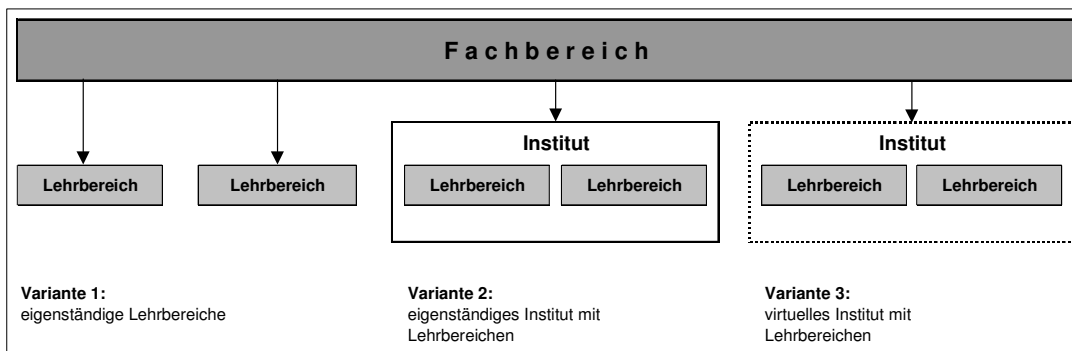 Fachbereich
Institut
Institut
Lehrbereich
Lehrbereich
Lehrbereich
Lehrbereich
Lehrbereich
Lehrbereich
Variante 1:
eigenständige Lehrbereiche
Variante 2:
eigenständiges Institut mit
Lehrbereichen
Variante 3:
virtuelles Institut mit
Lehrbereichen